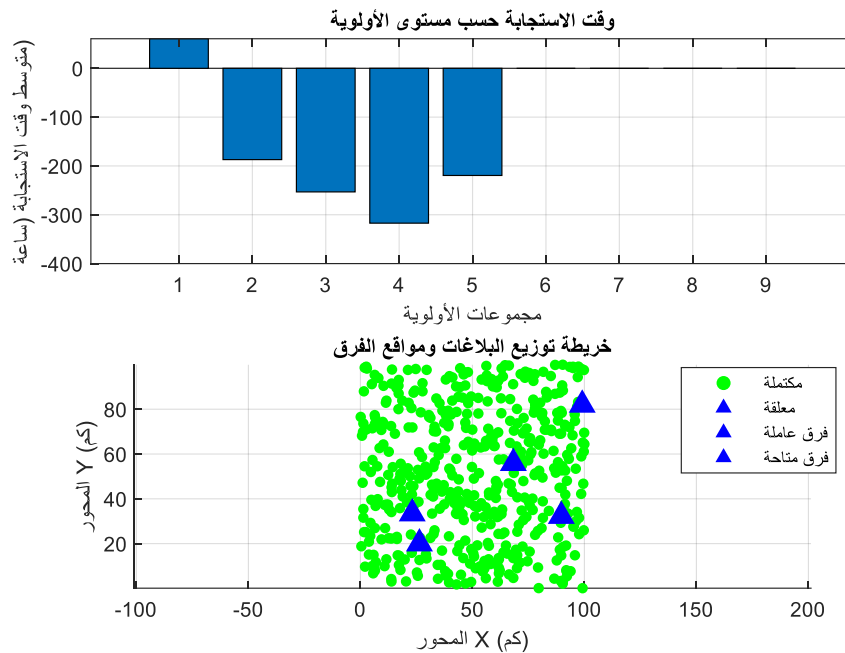 وقت الاستجابة حسب مستوى الأولوية
متوسط وقت الاستجابة (ساعة)
0
-100
-200
-300
-400
1 2 3 4 5 6 7 8 9
مجموعات الأولوية
خريطة توزيع البلاغات ومواقع الفرق
المحور Y (كم)
80
60
40
20
-100 -50 0 50 100 150 200
المحور X (كم)
مكتملة
معلقة
فرق عاملة
فرق متاحة